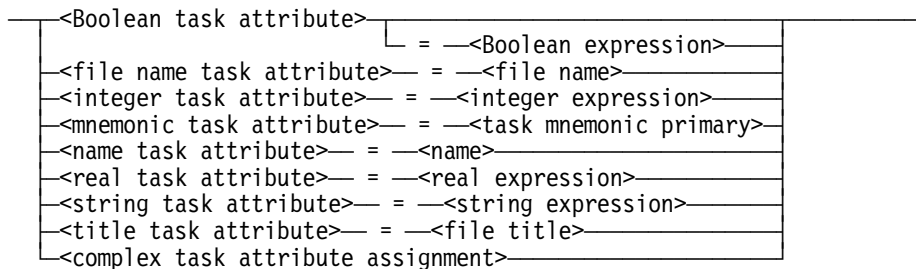 <Boolean task attribute>
= <Boolean expression>
<file name task attribute> = <file name>
<integer task attribute> = <integer expression>
<mnemonic task attribute> = <task mnemonic primary>
<name task attribute> = <name>
<real task attribute> = <real expression>
<string task attribute> = <string expression>
<title task attribute> = <file title>
<complex task attribute assignment>